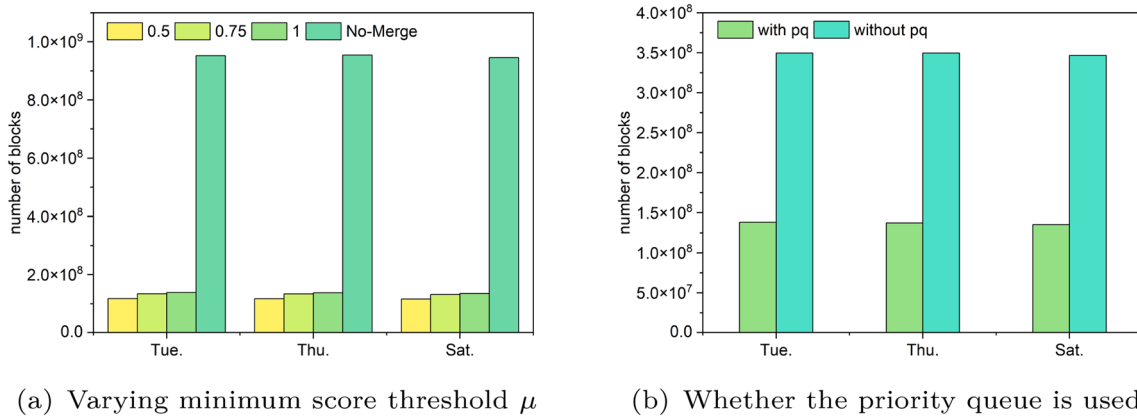 0.5 0.75 1 No-Merge
number of blocks
1.0×10⁹
8.0×10⁸
6.0×10⁸
4.0×10⁸
2.0×10⁸
0.0
Tue. Thu. Sat.
(a) Varying minimum score threshold μ
with pq without pq
number of blocks
4.0×10⁸
3.5×10⁸
3.0×10⁸
2.5×10⁸
2.0×10⁸
1.5×10⁸
1.0×10⁸
5.0×10⁷
0.0
Tue. Thu. Sat.
(b) Whether the priority queue is used